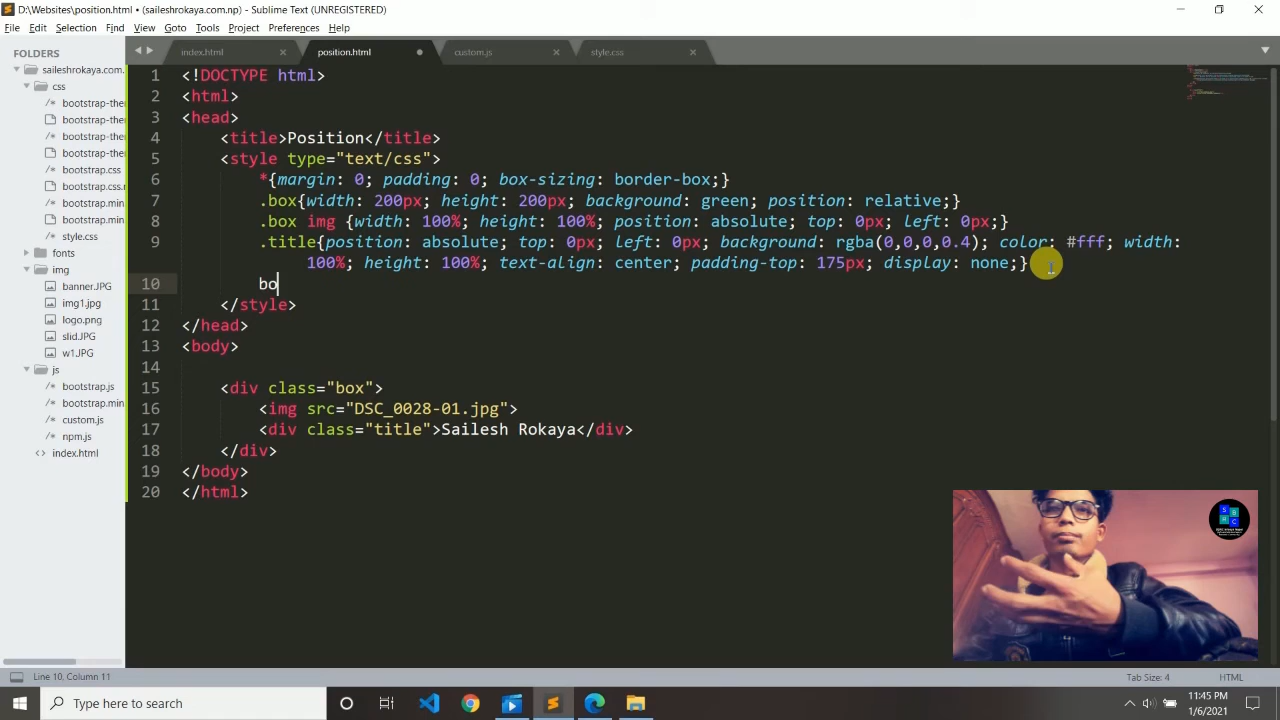 D:\Websites\position.html • (saileshrokaya.com.np) - Sublime Text (UNREGISTERED)
File Edit Selection Find View Goto Tools Project Preferences Help
FOLDERS
saileshrokaya.com.
css
bootstrap-the
bootstrap-the
bootstrap-the
bootstrap-the
bootstrap.css
bootstrap.css.m
bootstrap.min
bootstrap.min
style.css
fonts
img
banner.JPG
img1.jpg
logo.png
slid.JPG
w1.JPG
js
bootstrap.js
bootstrap.min
custom.js
npm.js
index.html
index.html position.html custom.js style.css
1 <!DOCTYPE html>
2 <html>
3 <head>
4 <title>Position</title>
5 <style type="text/css">
6 *{margin: 0; padding: 0; box-sizing: border-box;}
7 .box{width: 200px; height: 200px; background: green; position: relative;}
8 .box img {width: 100%; height: 100%; position: absolute; top: 0px; left: 0px;}
9 .title{position: absolute; top: 0px; left: 0px; background: rgba(0,0,0,0.4); color: #fff; width:
100%; height: 100%; text-align: center; padding-top: 175px; display: none;}
10 bo
11 </style>
12 </head>
13 <body>
14
15 <div class="box">
16 <img src="DSC_0028-01.jpg">
17 <div class="title">Sailesh Rokaya</div>
18 </div>
19 </body>
20 </html>
S B
H C
Line 10, Column 11
Tab Size: 4
HTML
Type here to search
11:45 PM
1/6/2021